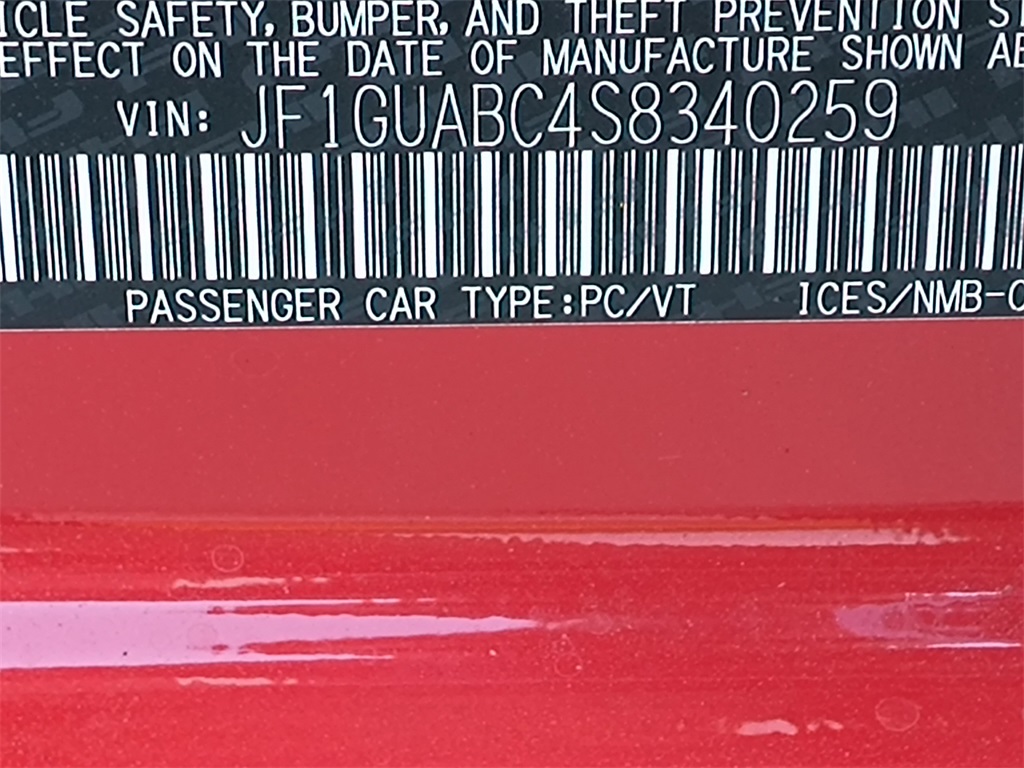 ICLE SAFETY, BUMPER, AND THEFT PREVENTION ST
EFFECT ON THE DATE OF MANUFACTURE SHOWN AB
VIN: JF1GUABC4S8340259
PASSENGER CAR TYPE:PC/VT ICES/NMB-C